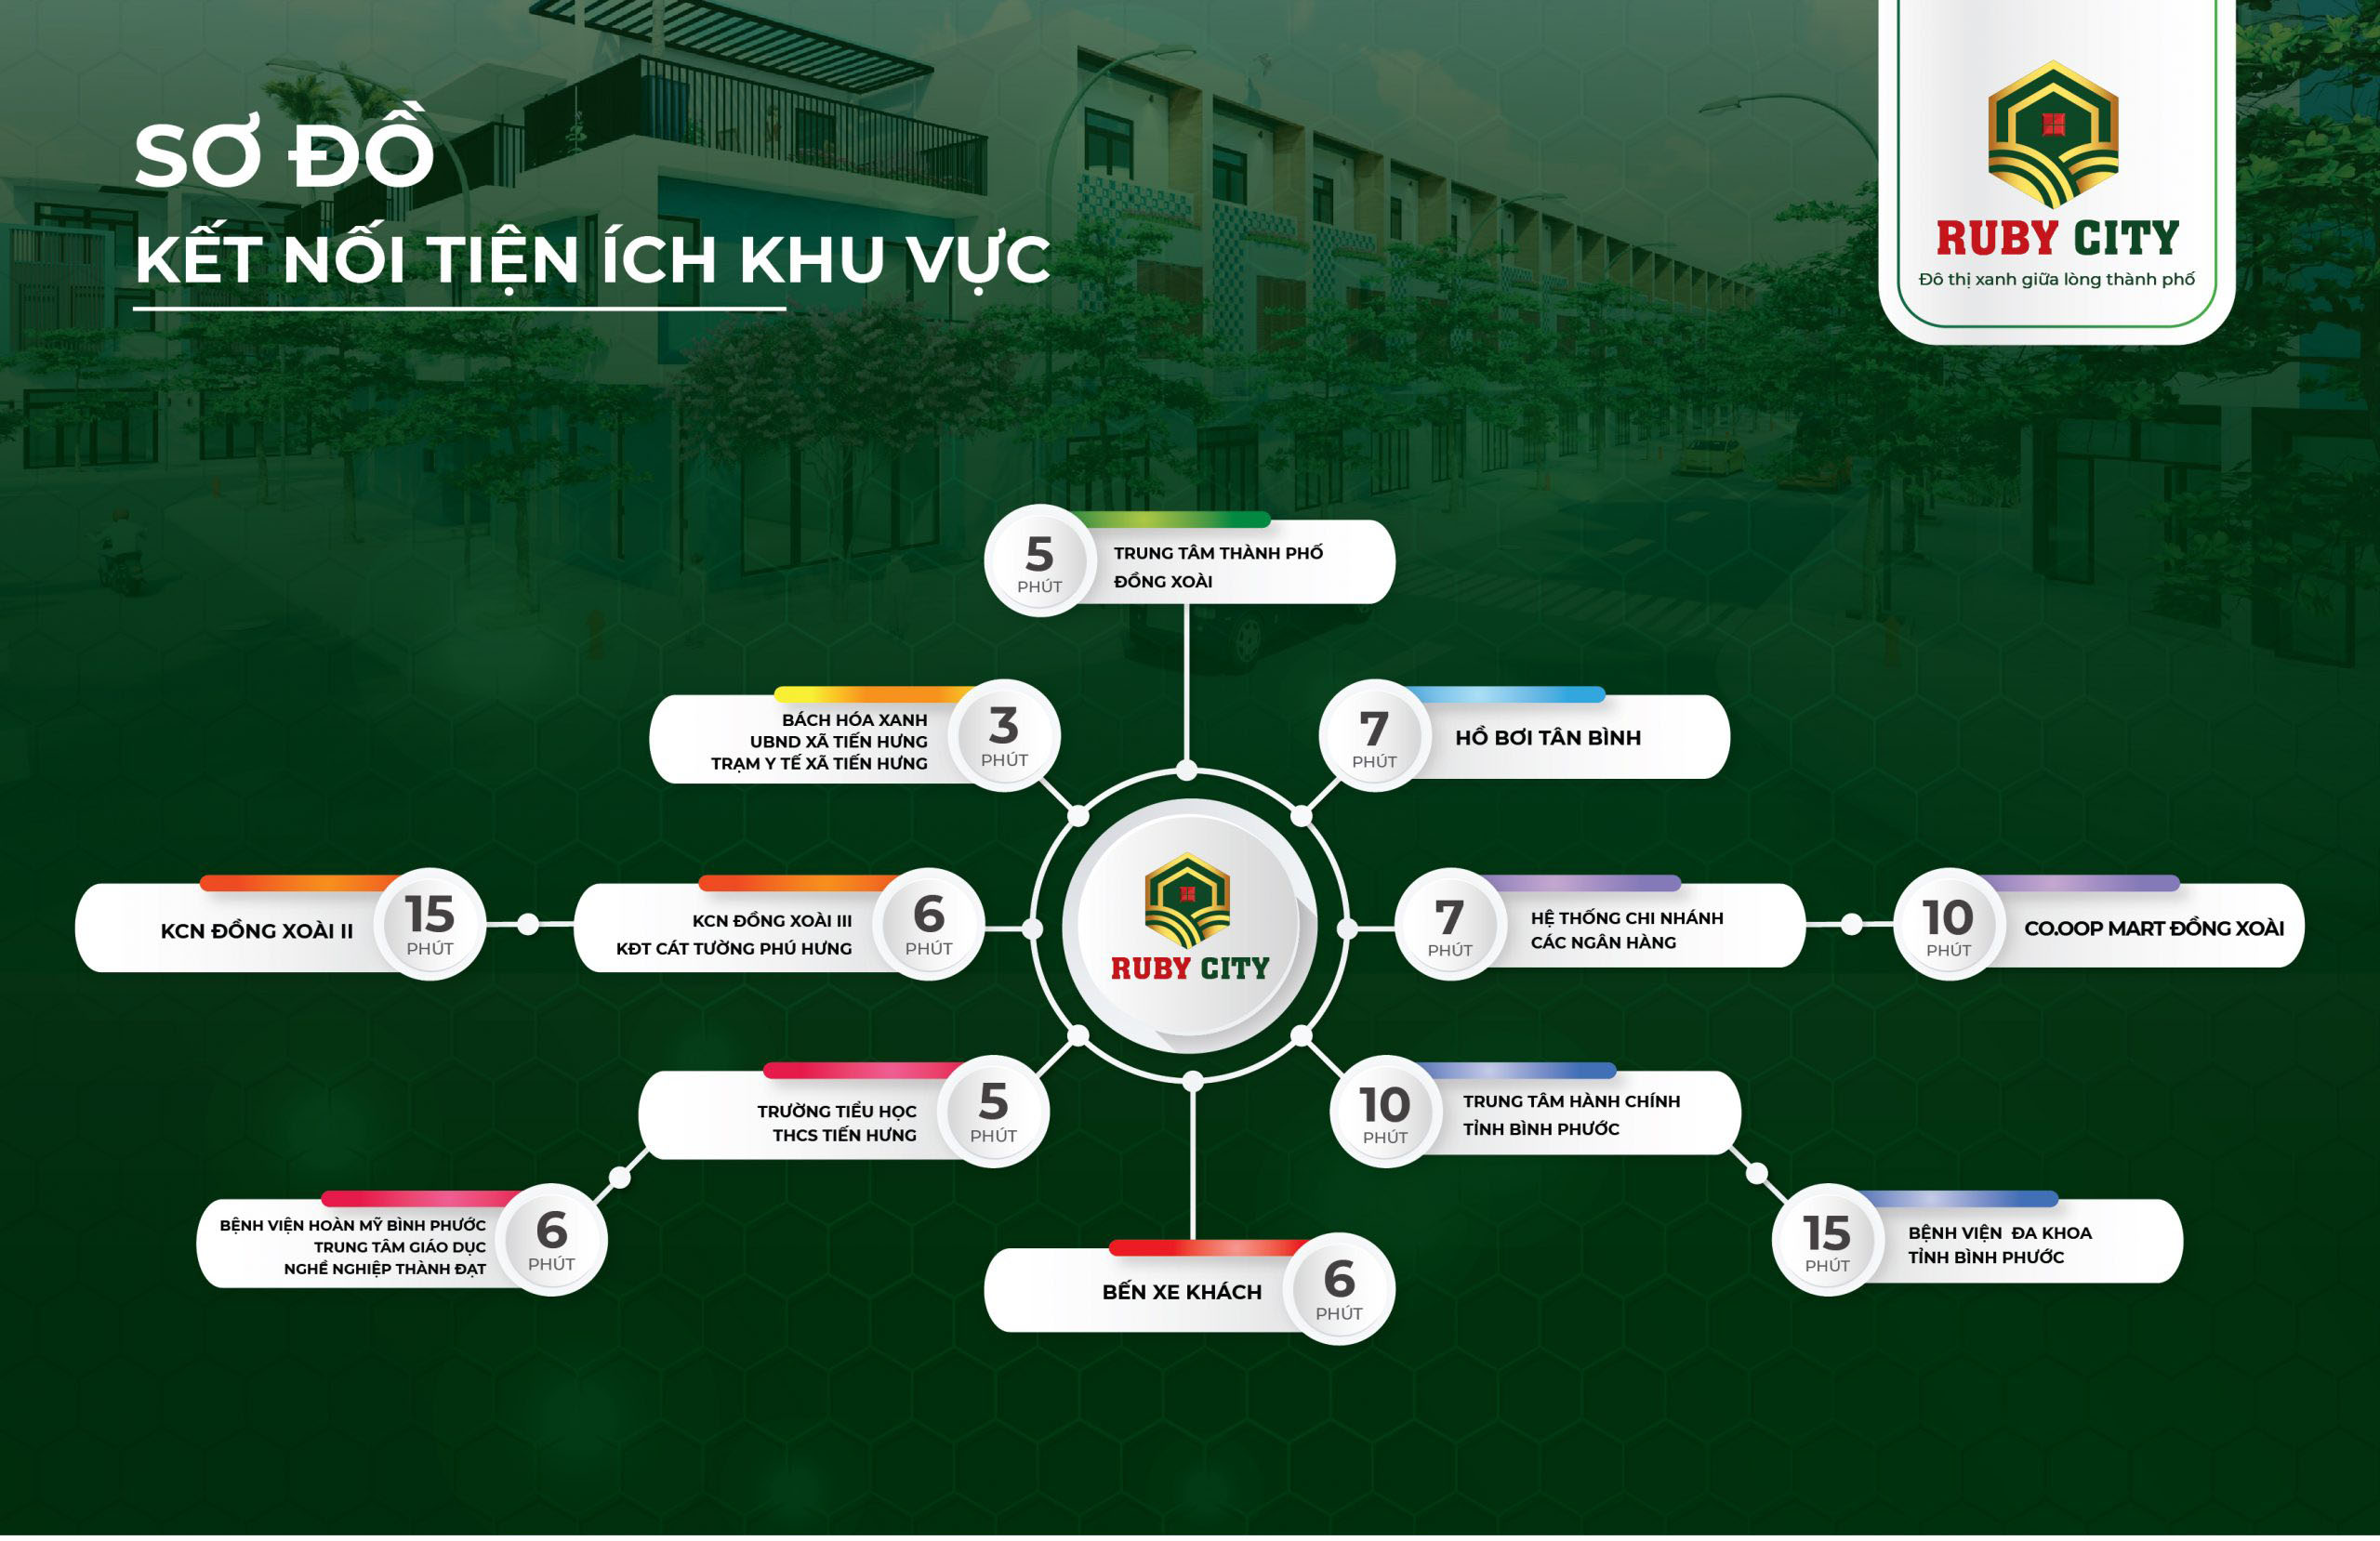 SƠ ĐỒ
KẾT NỐI TIỆN ÍCH KHU VỰC
RUBY CITY
Đô thị xanh giữa lòng thành phố
5
PHÚT
TRUNG TÂM THÀNH PHỐ
ĐỒNG XOÀI
BÁCH HÓA XANH
UBND XÃ TIẾN HƯNG
TRẠM Y TẾ XÃ TIẾN HƯNG
3
PHÚT
7
PHÚT
HỒ BƠI TÂN BÌNH
KCN ĐỒNG XOÀI II
15
PHÚT
KCN ĐỒNG XOÀI III
KĐT CÁT TƯỜNG PHÚ HƯNG
6
PHÚT
RUBY CITY
7
PHÚT
HỆ THỐNG CHI NHÁNH
CÁC NGÂN HÀNG
10
PHÚT
CO.OOP MART ĐỒNG XOÀI
TRƯỜNG TIỂU HỌC
THCS TIẾN HƯNG
5
PHÚT
10
PHÚT
TRUNG TÂM HÀNH CHÍNH
TỈNH BÌNH PHƯỚC
BỆNH VIỆN HOÀN MỸ BÌNH PHƯỚC
TRUNG TÂM GIÁO DỤC
NGHỀ NGHIỆP THÀNH ĐẠT
6
PHÚT
BẾN XE KHÁCH
6
PHÚT
15
PHÚT
BỆNH VIỆN ĐA KHOA
TỈNH BÌNH PHƯỚC